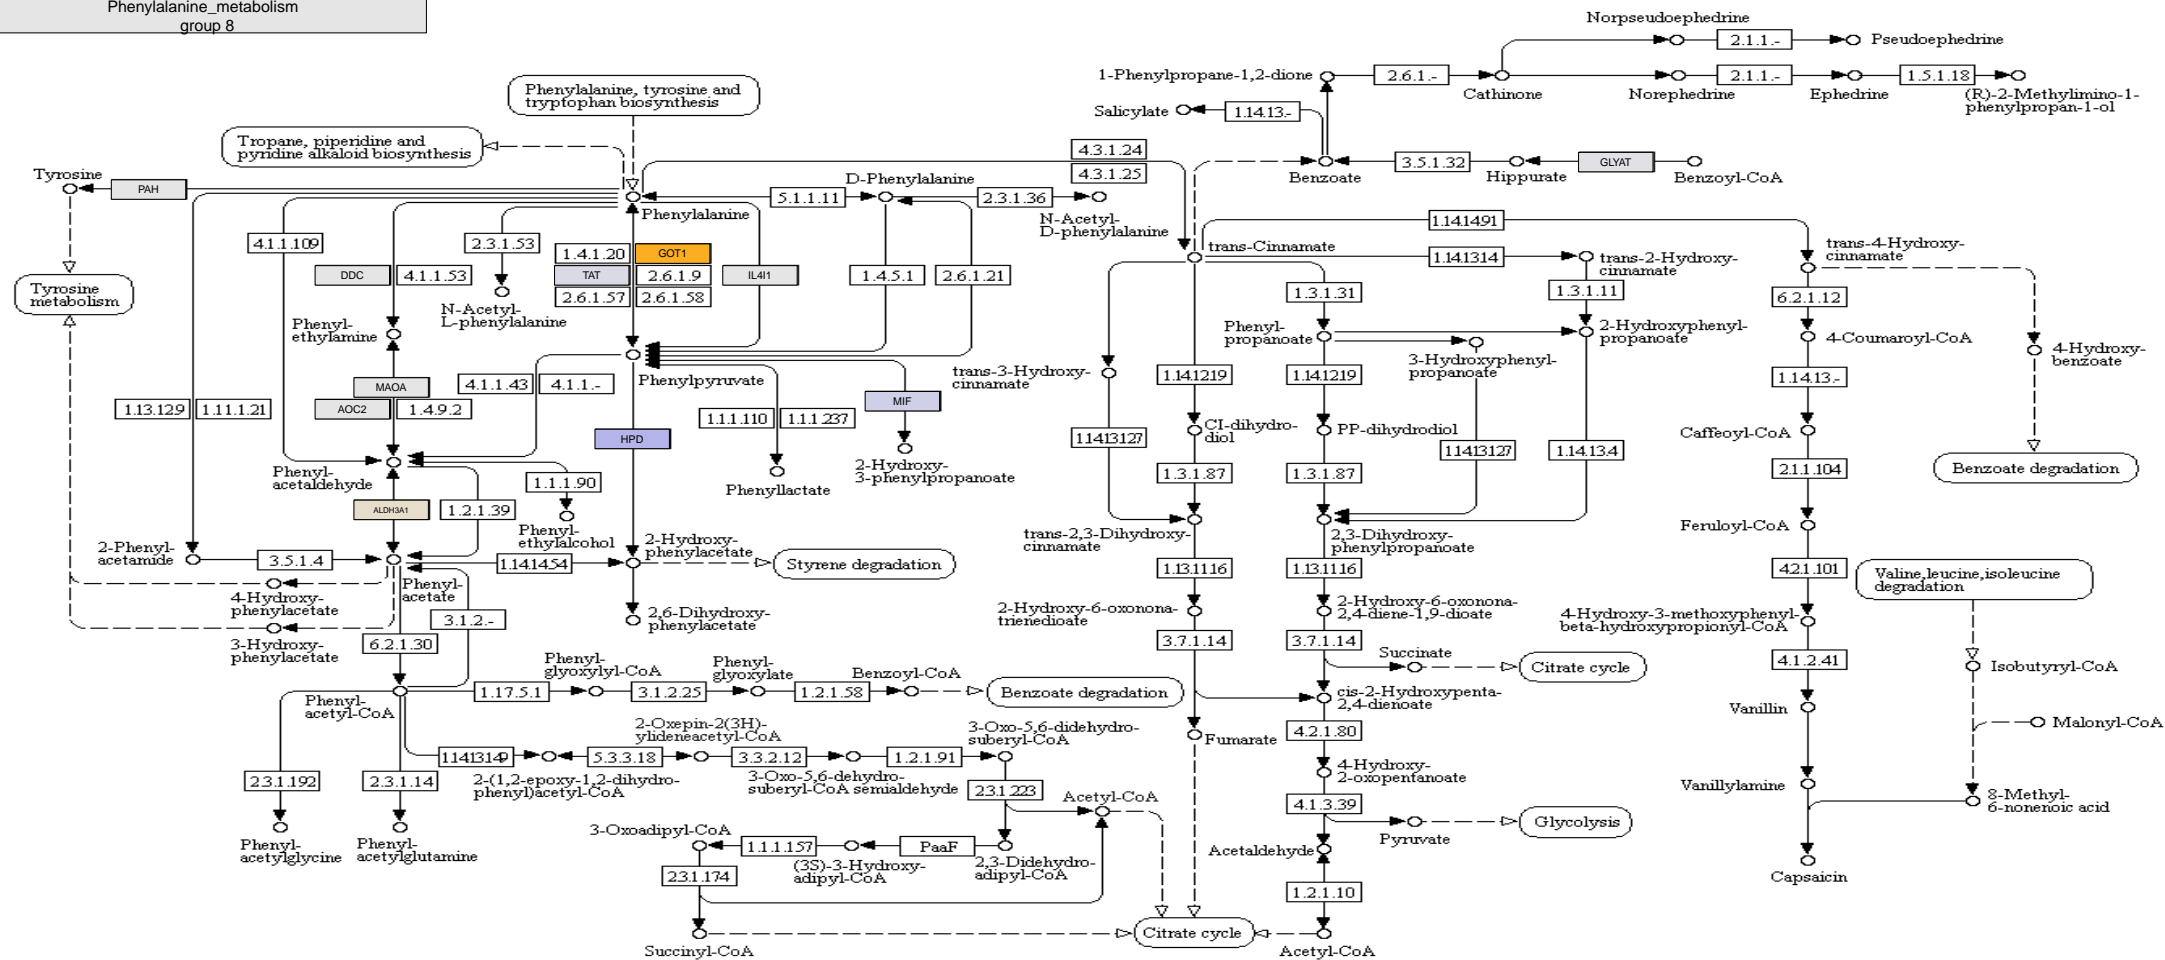 Phenylalanine_metabolism
group 8
Norpseudoephedrine
2.1.1.-
Pseudoephedrine
1-Phenylpropane-1,2-dione
2.6.1.-
Cathinone
2.1.1.-
Norephedrine
Ephedrine
1.5.1.18
(R)-2-Methylimino-1-
phenylpropan-1-ol
Salicylate
1.14.13.-
Phenylalanine, tyrosine and
tryptophan biosynthesis
Tropane, piperidine and
pyridine alkaloid biosynthesis
4.3.1.24
4.3.1.25
Benzoate
3.5.1.32
Hippurate
GLYAT
Benzoyl-CoA
Tyrosine
PAH
Phenylalanine
5.1.1.11
D-Phenylalanine
2.3.1.36
N-Acetyl-
D-phenylalanine
4.1.1.109
2.3.1.53
1.4.1.20
GOT1
DDC
4.1.1.53
TAT
2.6.1.9
IL4I1
1.4.5.1
2.6.1.21
2.6.1.57
2.6.1.58
Tyrosine
metabolism
N-Acetyl-
L-phenylalanine
Phenyl-
ethylamine
trans-Cinnamate
1.14.14.91
1.14.13.14
trans-2-Hydroxy-
cinnamate
trans-4-Hydroxy-
cinnamate
1.3.1.31
1.3.1.11
6.2.1.12
Phenyl-
propanoate
2-Hydroxyphenyl-
propanoate
3-Hydroxyphenyl-
propanoate
4-Coumaroyl-CoA
4-Hydroxy-
benzoate
Phenylpyruvate
MAOA
AOC2
1.4.9.2
4.1.1.43
4.1.1.-
1.13.12.9
1.11.1.21
1.1.1.110
1.1.1.237
MIF
HPD
trans-3-Hydroxy-
cinnamate
1.14.12.19
1.14.12.19
1.14.13.-
1.14.13.127
CI-dihydro-
diol
PP-dihydrodiol
1.14.13.127
1.14.13.4
Caffeoyl-CoA
Phenyl-
acetaldehyde
Phenyllactate
2-Hydroxy-
3-phenylpropanoate
1.3.1.87
1.3.1.87
2.1.1.104
Benzoate degradation
1.1.1.90
ALDH3A1
1.2.1.39
Phenyl-
ethylalcohol
trans-2,3-Dihydroxy-
cinnamate
2,3-Dihydroxy-
phenylpropanoate
Feruloyl-CoA
2-Phenyl-
acetamide
3.5.1.4
Phenyl-
acetate
1.14.14.54
2-Hydroxy-
phenylacetate
Styrene degradation
1.13.11.16
1.13.11.16
4.2.1.101
Valine,leucine,isoleucine
degradation
4-Hydroxy-
phenylacetate
3-Hydroxy-
phenylacetate
3.1.2.-
6.2.1.30
2,6-Dihydroxy-
phenylacetate
2-Hydroxy-6-oxonona-
trienedioate
2-Hydroxy-6-oxonona-
2,4-diene-1,9-dioate
4-Hydroxy-3-methoxyphenyl-
beta-hydroxypropionyl-CoA
3.7.1.14
3.7.1.14
Succinate
Citrate cycle
4.1.2.41
Isobutyryl-CoA
Phenyl-
acetyl-CoA
1.17.5.1
Phenyl-
glyoxylyl-CoA
3.1.2.25
Phenyl-
glyoxylate
1.2.1.58
Benzoyl-CoA
Benzoate degradation
cis-2-Hydroxypenta-
2,4-dienoate
Vanillin
Malonyl-CoA
Fumarate
4.2.1.80
1.14.13.149
2-(1,2-epoxy-1,2-dihydro-
phenyl)acetyl-CoA
5.3.3.18
2-Oxepin-2(3H)-
ylideneacetyl-CoA
3.3.2.12
3-Oxo-5,6-dehydro-
suberyl-CoA semialdehyde
1.2.1.91
3-Oxo-5,6-didehydro-
suberyl-CoA
4-Hydroxy-
2-oxopentanoate
2.3.1.192
2.3.1.14
2.3.1.223
Acetyl-CoA
4.1.3.39
Pyruvate
Glycolysis
Vanillylamine
8-Methyl-
6-nonenoic acid
Phenyl-
acetylglycine
Phenyl-
acetylglutamine
3-Oxoadipyl-CoA
1.1.1.157
(3S)-3-Hydroxy-
adipyl-CoA
PaaF
2,3-Didehydro-
adipyl-CoA
Acetaldehyde
2.3.1.174
1.2.1.10
Capsaicin
Succinyl-CoA
Citrate cycle
Acetyl-CoA